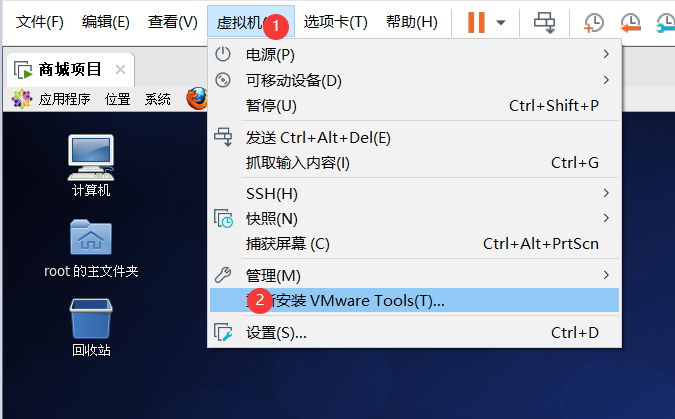 文件(F) 编辑(E) 查看(V) 虚拟机( 1 选项卡(T) 帮助(H)
商城项目
应用程序 位置 系统
电源(P)
可移动设备(D)
暂停(U) Ctrl+Shift+P
发送 Ctrl+Alt+Del(E)
抓取输入内容(I) Ctrl+G
SSH(H)
快照(N)
捕获屏幕 (C) Ctrl+Alt+PrtScn
管理(M)
2 安装 VMware Tools(T)...
设置(S)... Ctrl+D
计算机
root 的主文件夹
回收站